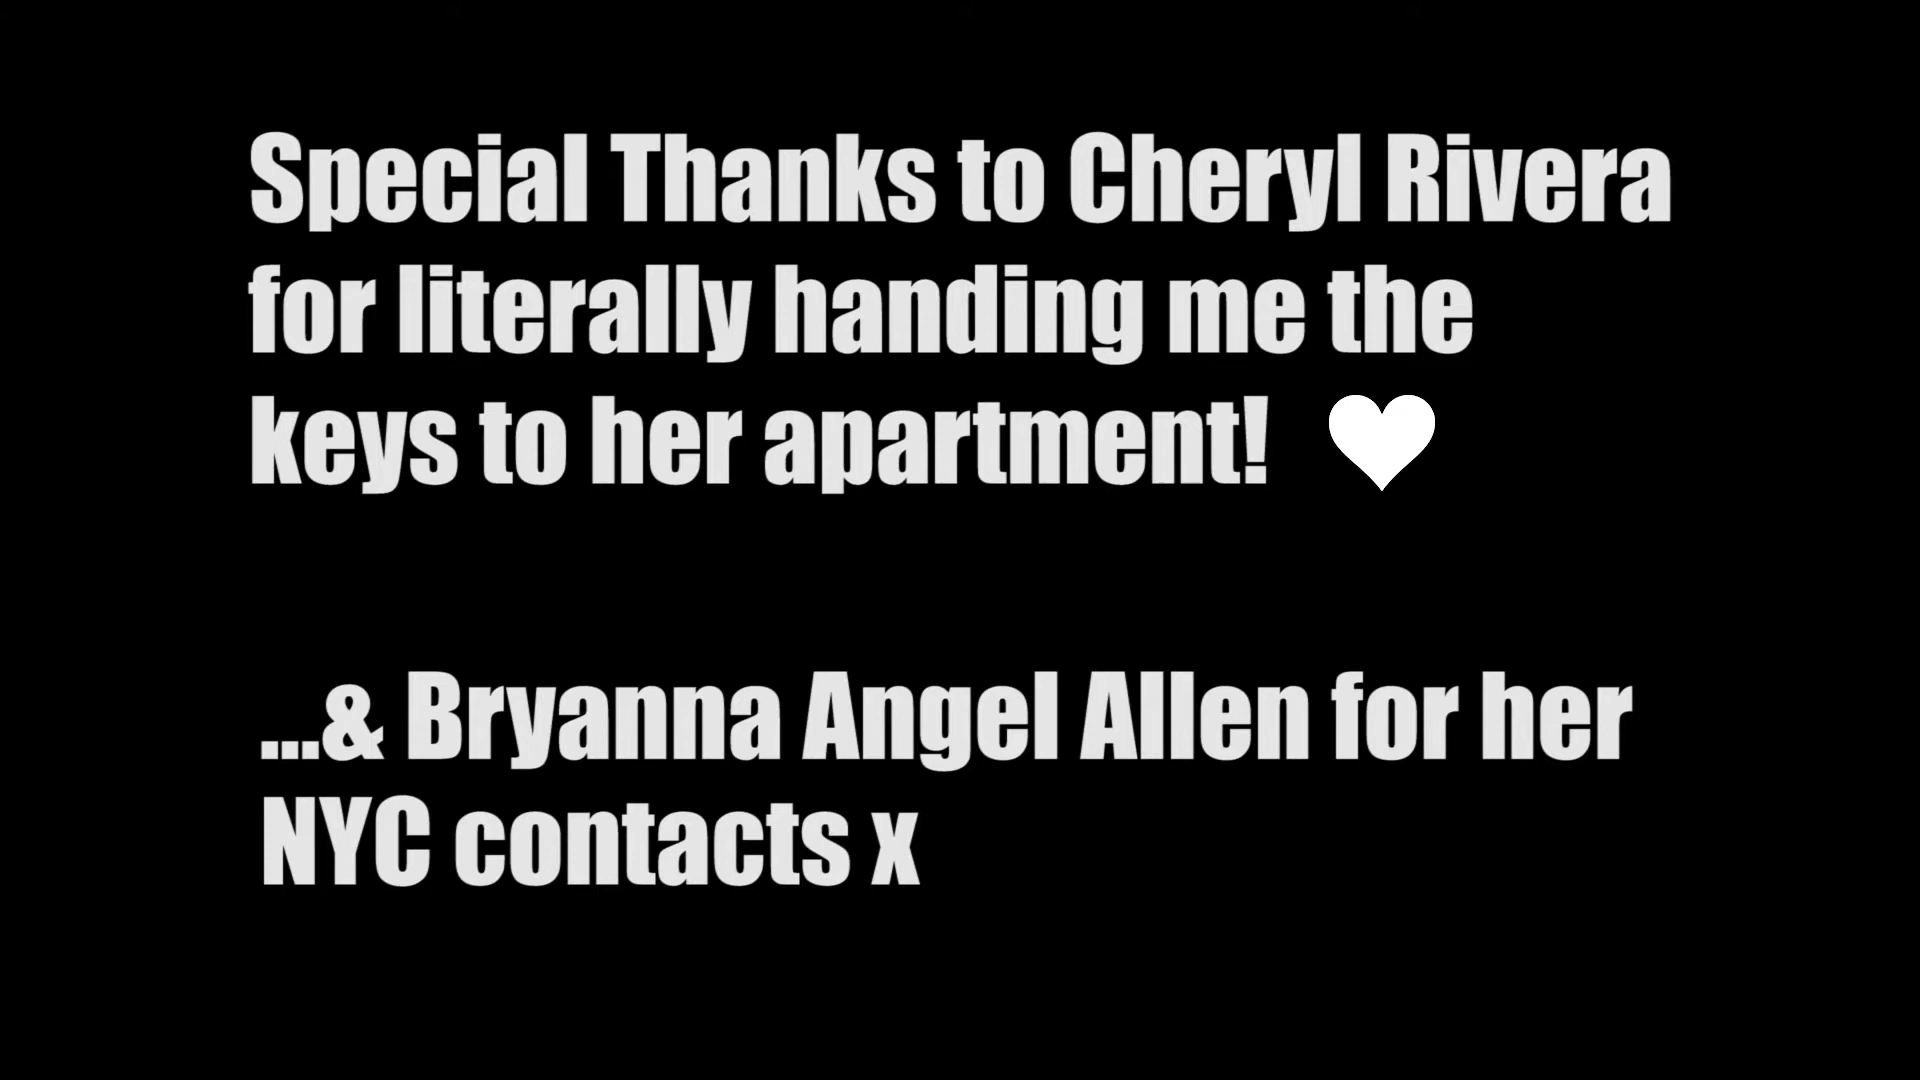 Special Thanks to Cheryl Rivera
for literally handing me the
keys to her apartment! ♥
...& Bryanna Angel Allen for her
NYC contacts x